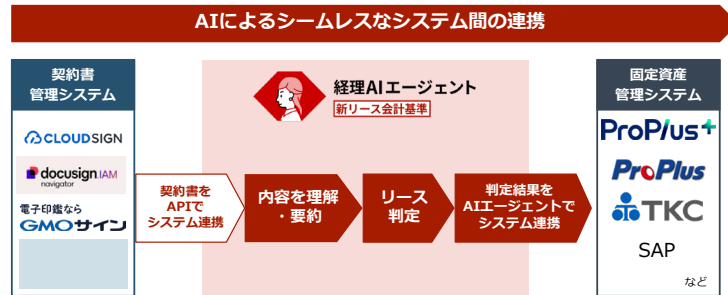 AIによるシームレスなシステム間の連携
契約書
管理システム
CLOUDSIGN
docusign IAM
navigator
電子印鑑なら
GMOサイン
契約書を
APIで
システム連携
経理AIエージェント
新リース会計基準
内容を理解
・要約
リース
判定
判定結果を
AIエージェントで
システム連携
固定資産
管理システム
ProPlus+
ProPlus
TKC
SAP
など